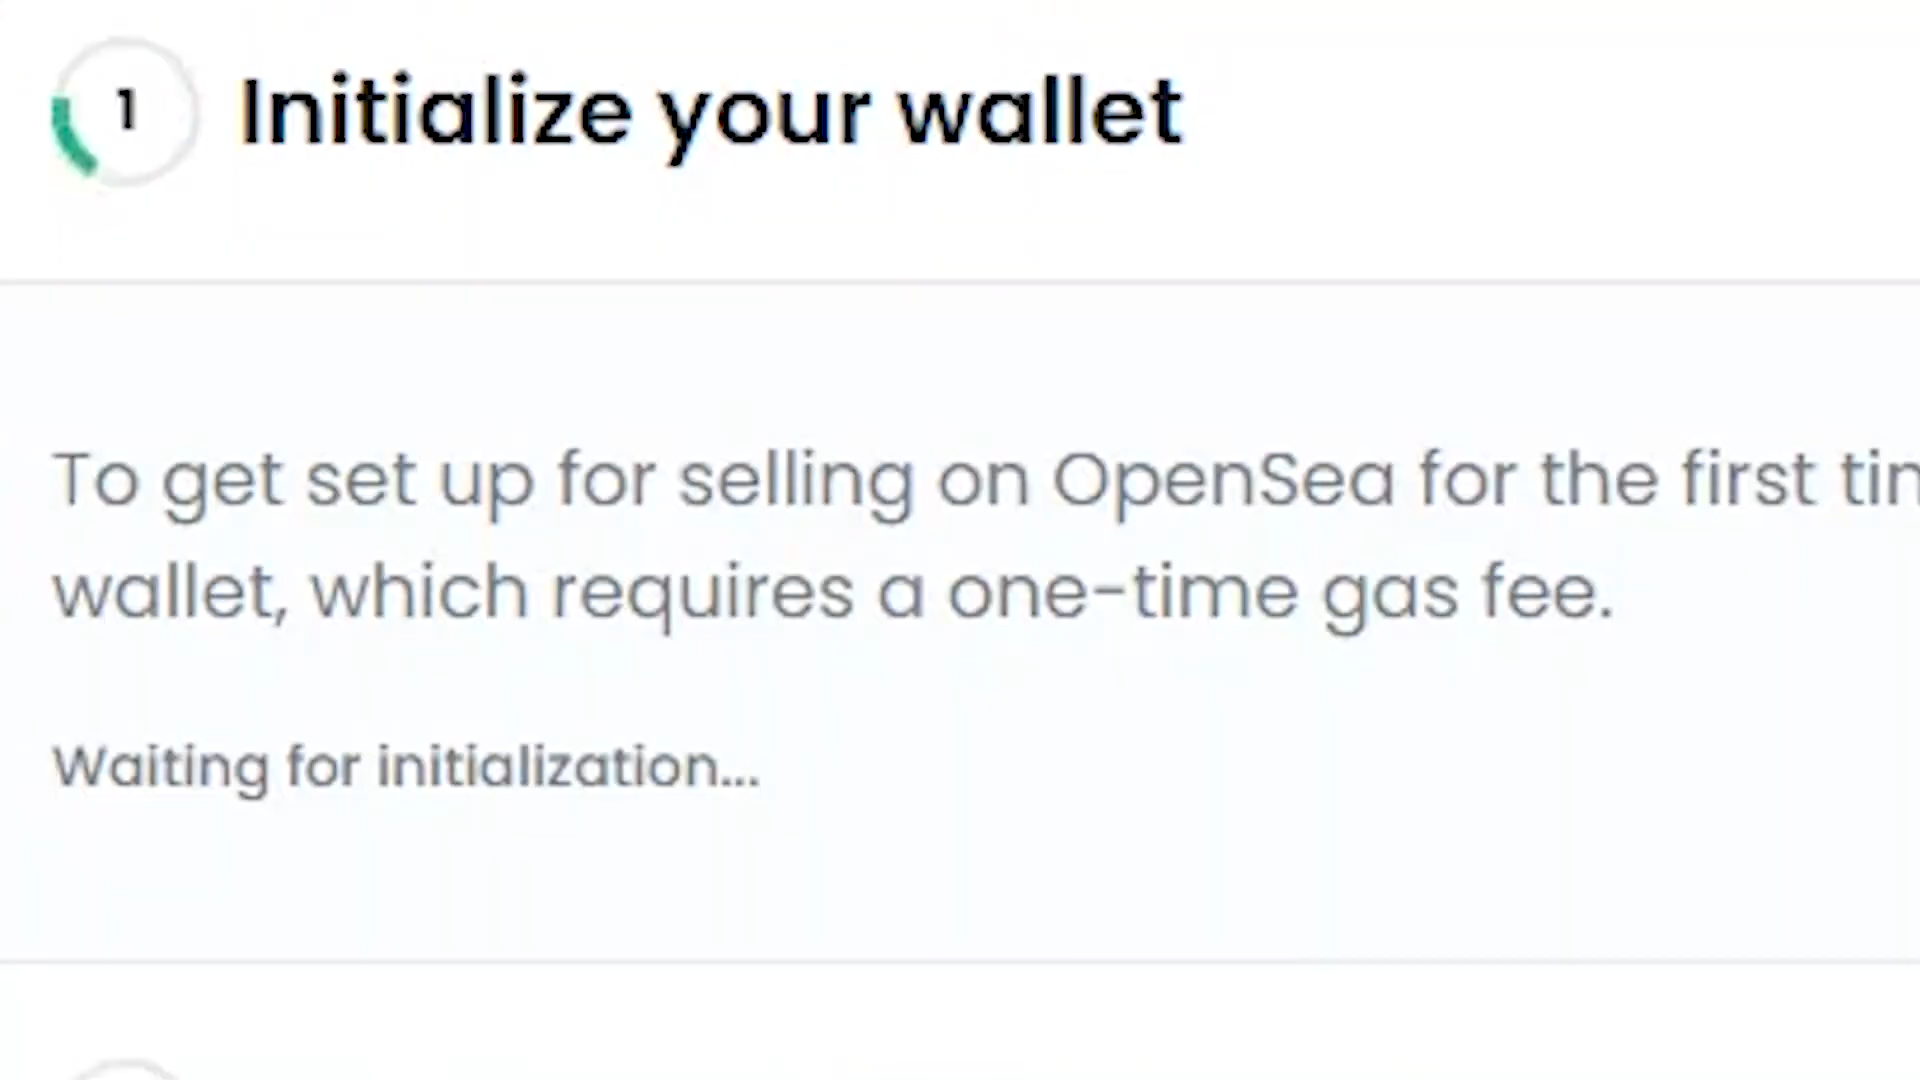 1 Initialize your wallet
To get set up for selling on OpenSea for the first
wallet, which requires a one-time gas fee.
Waiting for initialization...